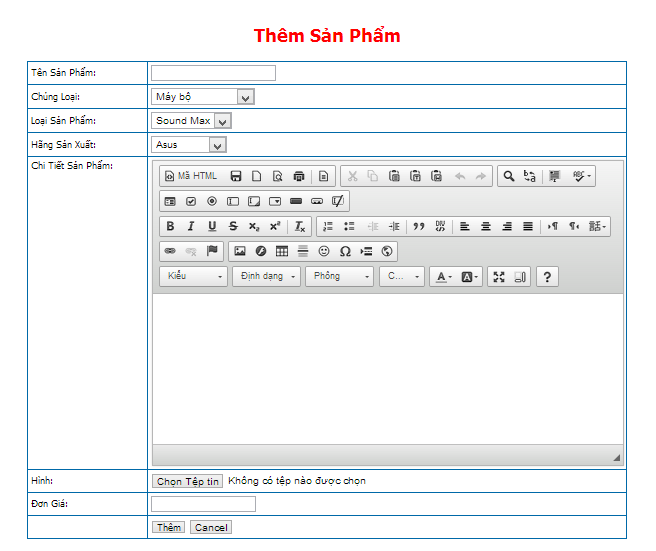 Thêm Sản Phẩm
Tên Sản Phẩm:
Chủng Loại: Máy bộ
Loại Sản Phẩm: Sound Max
Hãng Sản Xuất: Asus
Chi Tiết Sản Phẩm:
Mã HTML
Kiểu Định dạng Phông C...
Hình: Chọn Tệp tin Không có tệp nào được chọn
Đơn Giá:
Thêm Cancel